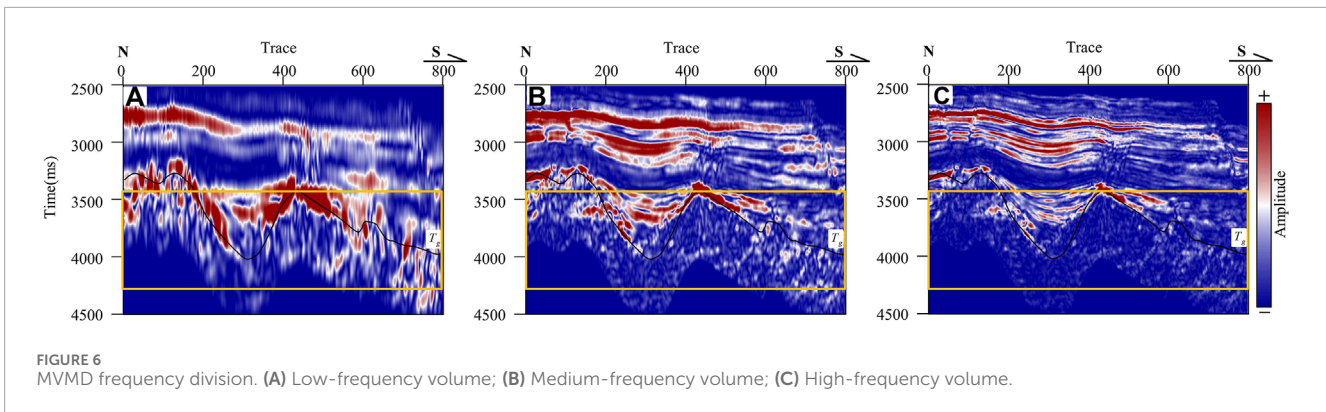 N Trace S
0 200 400 600 800
2500
3000
3500
4000
4500
Time(ms)
A
Tg
N Trace S
0 200 400 600 800
2500
3000
3500
4000
4500
B
Tg
N Trace S
0 200 400 600 800
2500
3000
3500
4000
4500
C
Tg
+
Amplitude
−
FIGURE 6
MVMD frequency division. (A) Low-frequency volume; (B) Medium-frequency volume; (C) High-frequency volume.